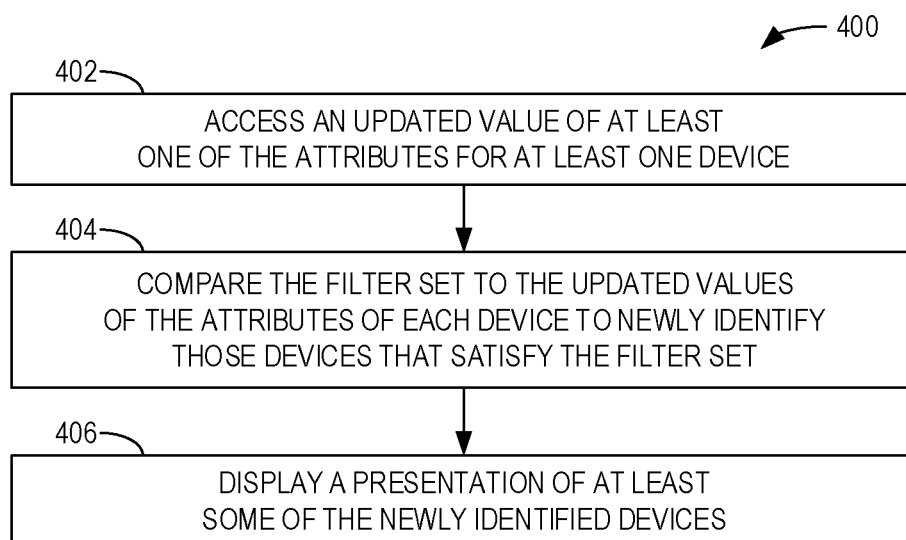 400
402
ACCESS AN UPDATED VALUE OF AT LEAST
ONE OF THE ATTRIBUTES FOR AT LEAST ONE DEVICE
404
COMPARE THE FILTER SET TO THE UPDATED VALUES
OF THE ATTRIBUTES OF EACH DEVICE TO NEWLY IDENTIFY
THOSE DEVICES THAT SATISFY THE FILTER SET
406
DISPLAY A PRESENTATION OF AT LEAST
SOME OF THE NEWLY IDENTIFIED DEVICES